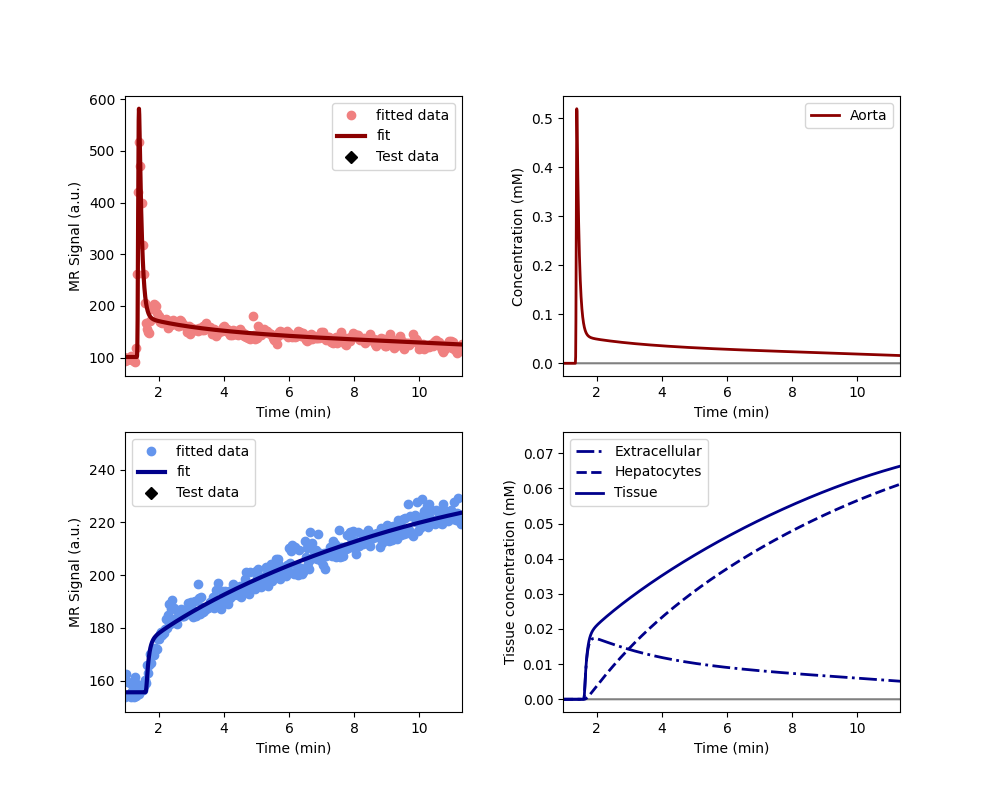 600
500
400
300
200
100
MR Signal (a.u.)
fitted data
fit
Test data
2
4
6
8
10
Time (min)
0.5
0.4
0.3
0.2
0.1
0.0
Concentration (mM)
Aorta
2
4
6
8
10
Time (min)
240
220
200
180
160
MR Signal (a.u.)
fitted data
fit
Test data
2
4
6
8
10
Time (min)
0.07
0.06
0.05
0.04
0.03
0.02
0.01
0.00
Tissue concentration (mM)
Extracellular
Hepatocytes
Tissue
2
4
6
8
10
Time (min)